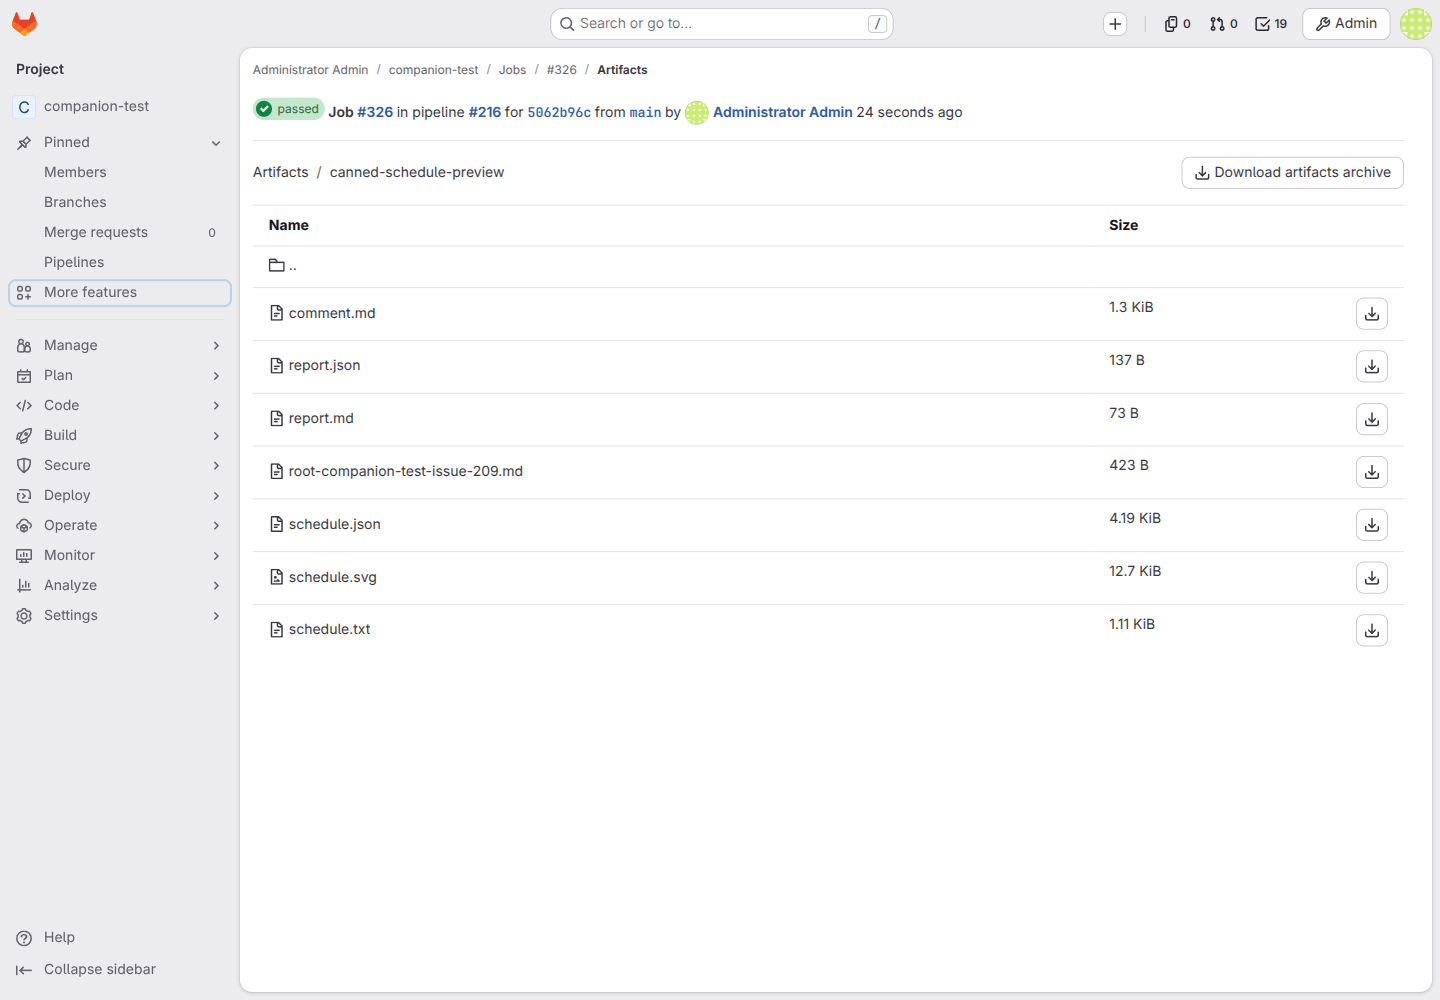 Search or go to...
/
0
0
19
Admin
Project
C companion-test
Pinned
Members
Branches
Merge requests 0
Pipelines
More features
Manage
Plan
Code
Build
Secure
Deploy
Operate
Monitor
Analyze
Settings
Help
Collapse sidebar
Administrator Admin / companion-test / Jobs / #326 / Artifacts
passed Job #326 in pipeline #216 for 5062b96c from main by Administrator Admin 24 seconds ago
Artifacts / canned-schedule-preview
Download artifacts archive
Name Size
..
comment.md 1.3 KiB
report.json 137 B
report.md 73 B
root-companion-test-issue-209.md 423 B
schedule.json 4.19 KiB
schedule.svg 12.7 KiB
schedule.txt 1.11 KiB